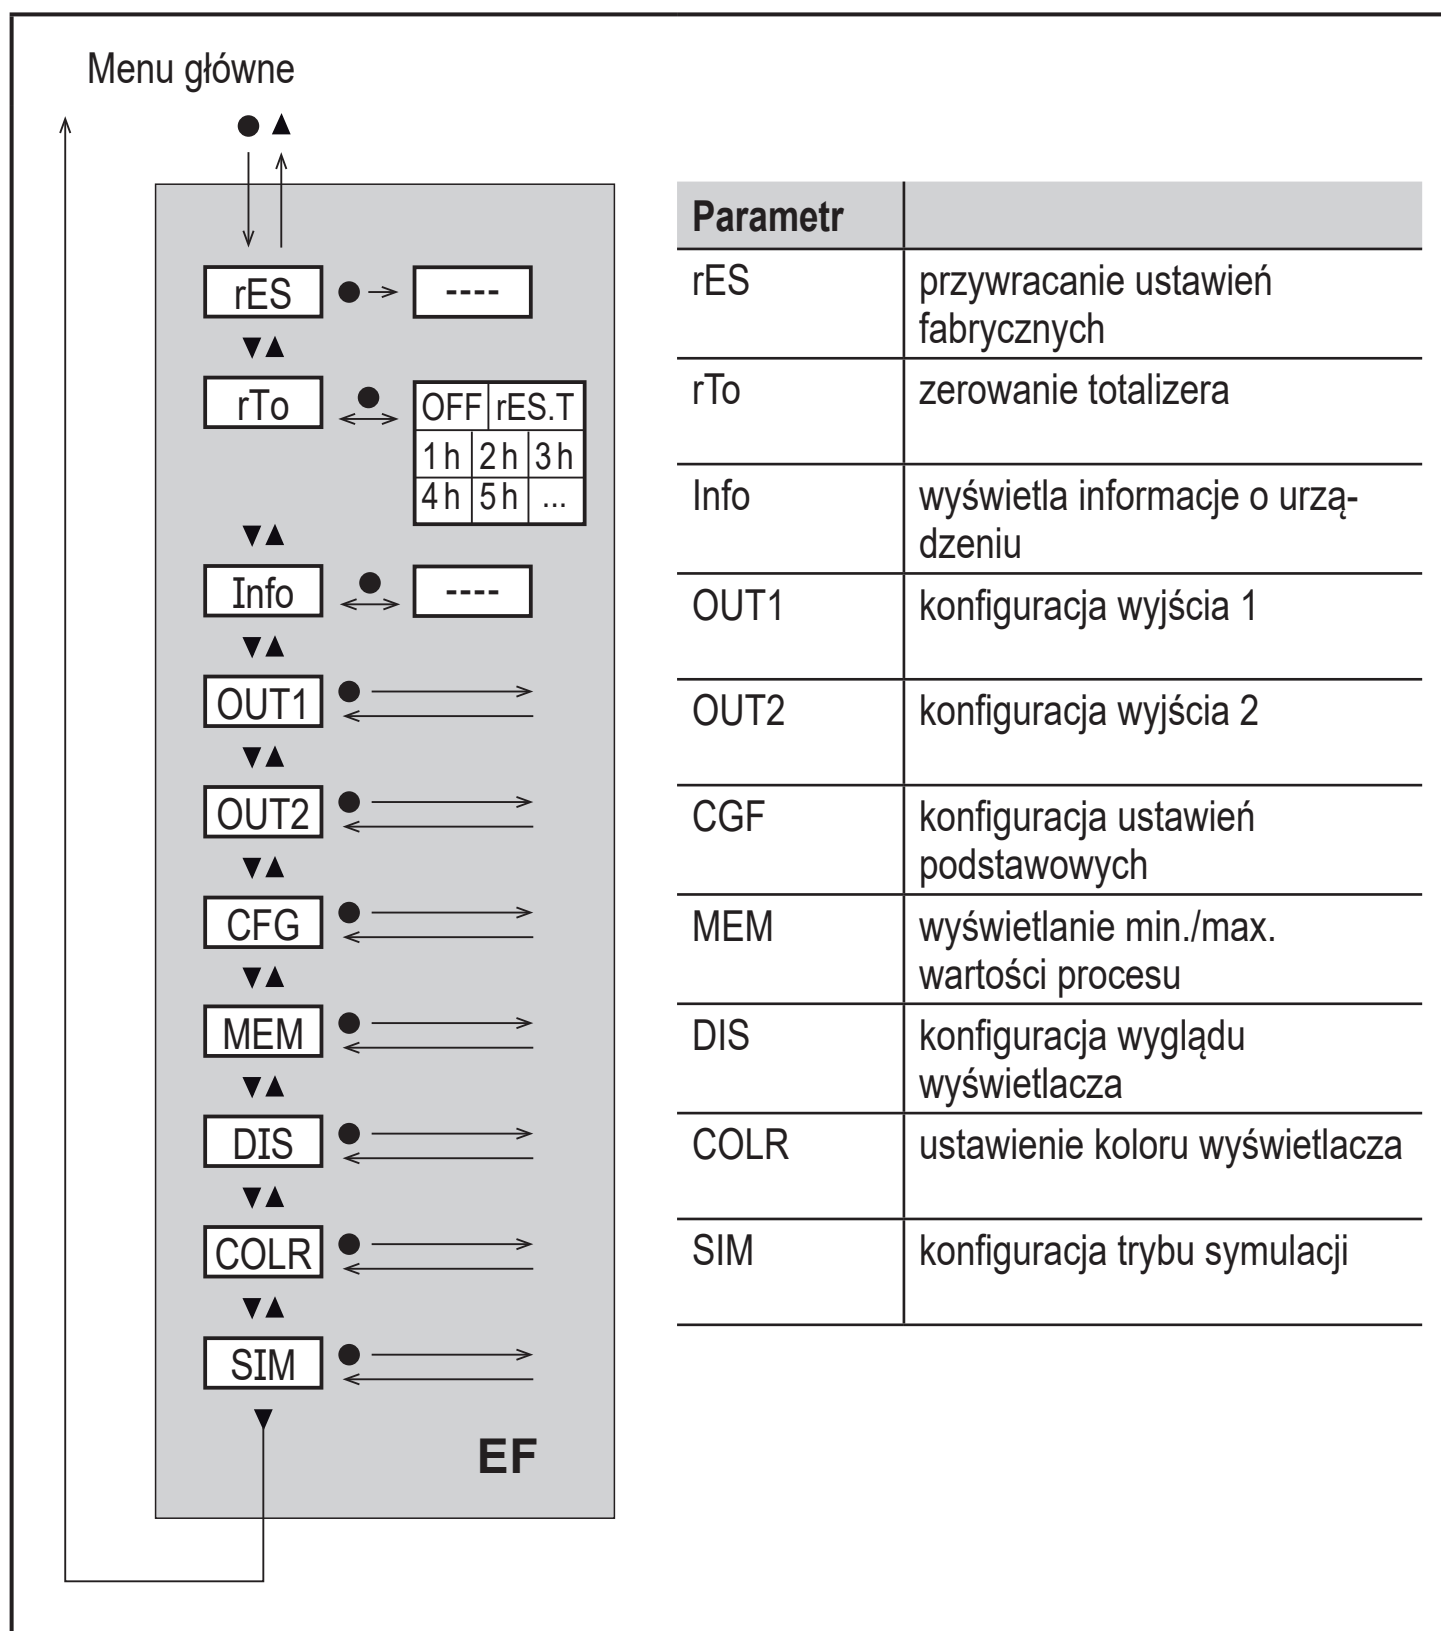 Menu główne
rES
----
rTo
OFF rES.T
1 h 2 h 3 h
4 h 5 h ...
Info
----
OUT1
OUT2
CFG
MEM
DIS
COLR
SIM
EF
Parametr
rES przywracanie ustawień
fabrycznych
rTo zerowanie totalizera
Info wyświetla informacje o urzą-
dzeniu
OUT1 konfiguracja wyjścia 1
OUT2 konfiguracja wyjścia 2
CGF konfiguracja ustawień
podstawowych
MEM wyświetlanie min./max.
wartości procesu
DIS konfiguracja wyglądu
wyświetlacza
COLR ustawienie koloru wyświetlacza
SIM konfiguracja trybu symulacji